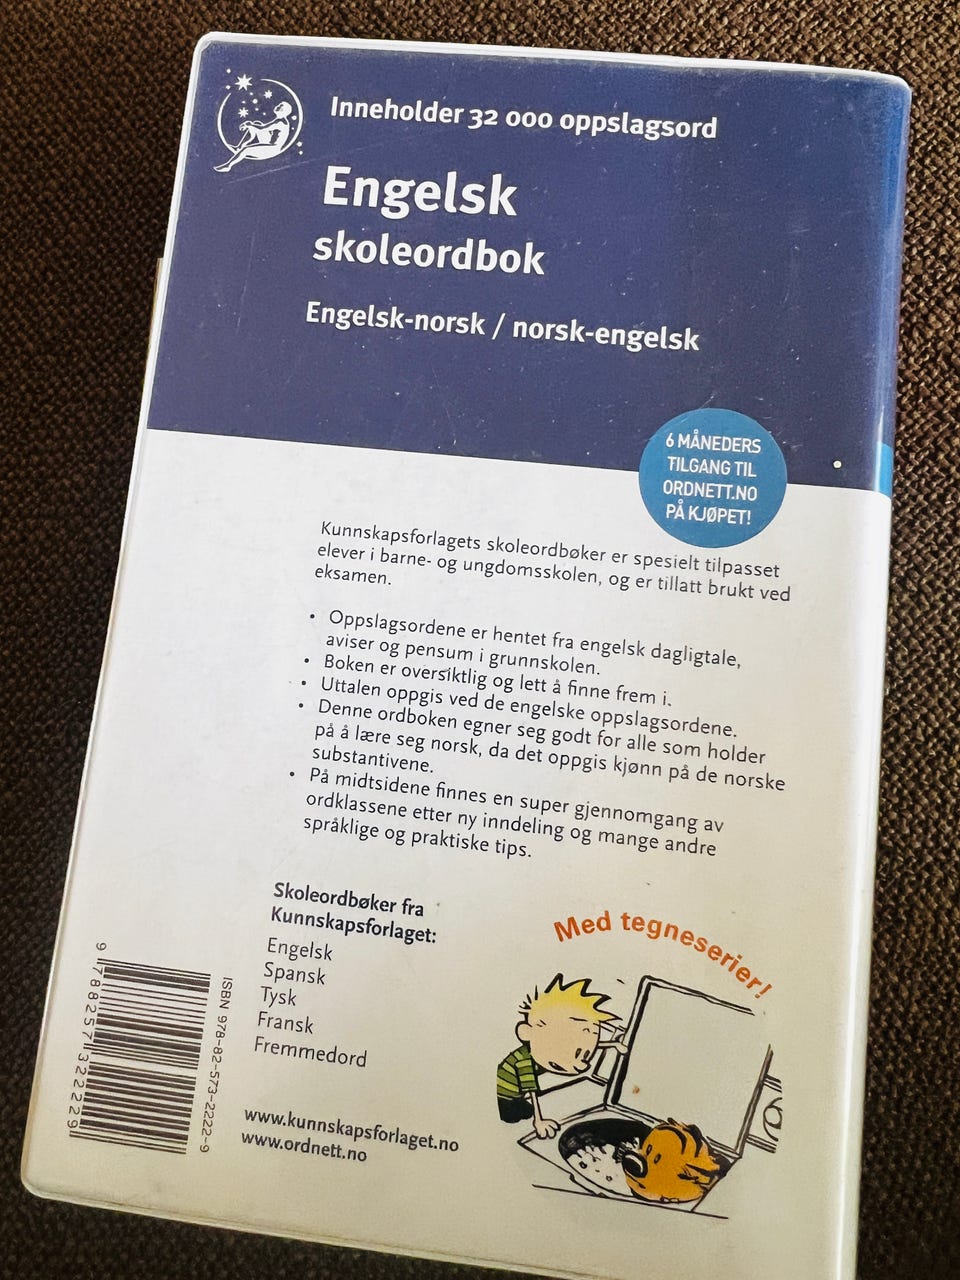 Inneholder 32 000 oppslagsord
Engelsk
skoleordbok
Engelsk-norsk / norsk-engelsk
6 MÅNEDERS
TILGANG TIL
ORDNETT.NO
PÅ KJØPET!
Kunnskapsforlagets skoleordbøker er spesielt tilpasset
elever i barne- og ungdomsskolen, og er tillatt brukt ved
eksamen.
• Oppslagsordene er hentet fra engelsk dagligtale,
aviser og pensum i grunnskolen.
• Boken er oversiktlig og lett å finne frem i.
• Uttalen oppgis ved de engelske oppslagsordene.
• Denne ordboken egner seg godt for alle som holder
på å lære seg norsk, da det oppgis kjønn på de norske
substantivene.
• På midtsidene finnes en super gjennomgang av
ordklassene etter ny inndeling og mange andre
språklige og praktiske tips.
Skoleordbøker fra
Kunnskapsforlaget:
Engelsk
Spansk
Tysk
Fransk
Fremmedord
www.kunnskapsforlaget.no
www.ordnett.no
Med tegneserier!
ISBN 978-82-573-2222-9
9 788257 322229